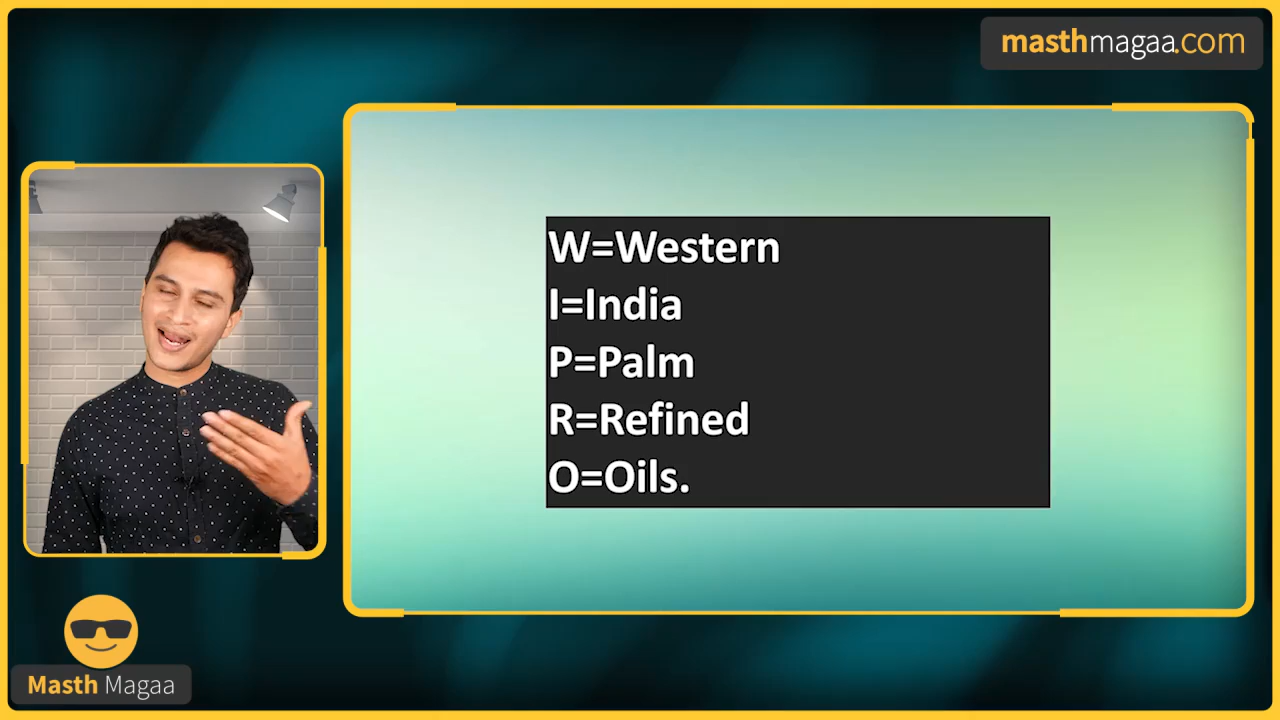 masthmagaa.com
W=Western
I=India
P=Palm
R=Refined
O=Oils.
Masth Magaa